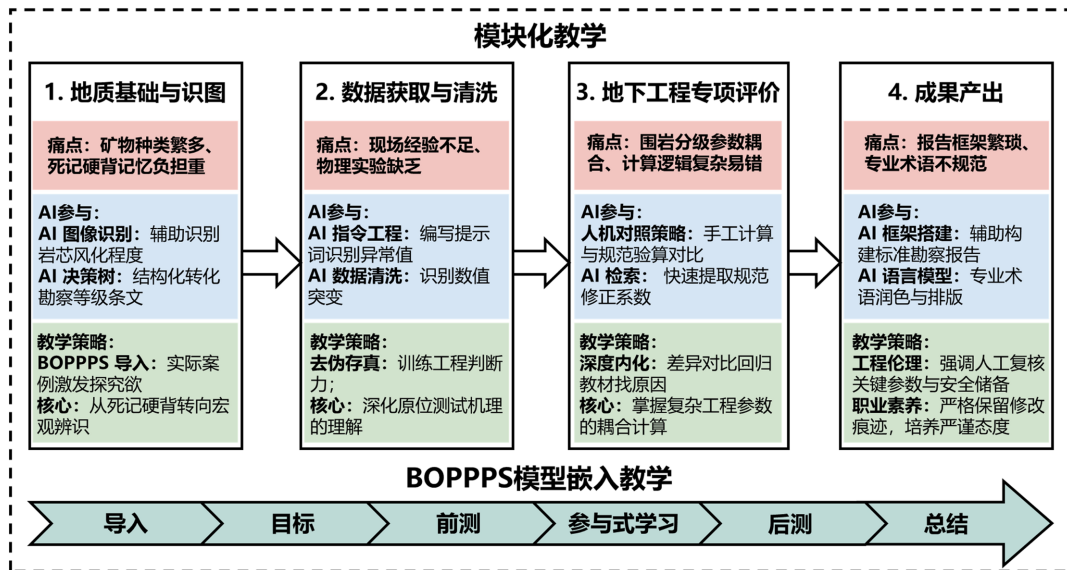 模块化教学
1. 地质基础与识图
痛点：矿物种类繁多、
死记硬背记忆负担重
AI参与：
AI 图像识别：辅助识别
岩芯风化程度
AI 决策树：结构化转化
勘察等级条文
教学策略：
BOPPPS 导入：实际案
例激发探究欲
核心：从死记硬背转向宏
观辨识
2. 数据获取与清洗
痛点：现场经验不足、
物理实验缺乏
AI参与：
AI 指令工程：编写提示
词识别异常值
AI 数据清洗：识别数值
突变
教学策略：
去伪存真：训练工程判断
力；
核心：深化原位测试机理
的理解
3. 地下工程专项评价
痛点：围岩分级参数耦
合、计算逻辑复杂易错
AI参与：
人机对照策略：手工计算
与规范验算对比
AI 检索：快速提取规范
修正系数
教学策略：
深度内化：差异对比回归
教材找原因
核心：掌握复杂工程参数
的耦合计算
4. 成果产出
痛点：报告框架繁琐、
专业术语不规范
AI参与：
AI 框架搭建：辅助构
建标准勘察报告
AI 语言模型：专业术
语润色与排版
教学策略：
工程伦理：强调人工复核
关键参数与安全储备
职业素养：严格保留修改
痕迹，培养严谨态度
BOPPPS模型嵌入教学
导入
目标
前测
参与式学习
后测
总结